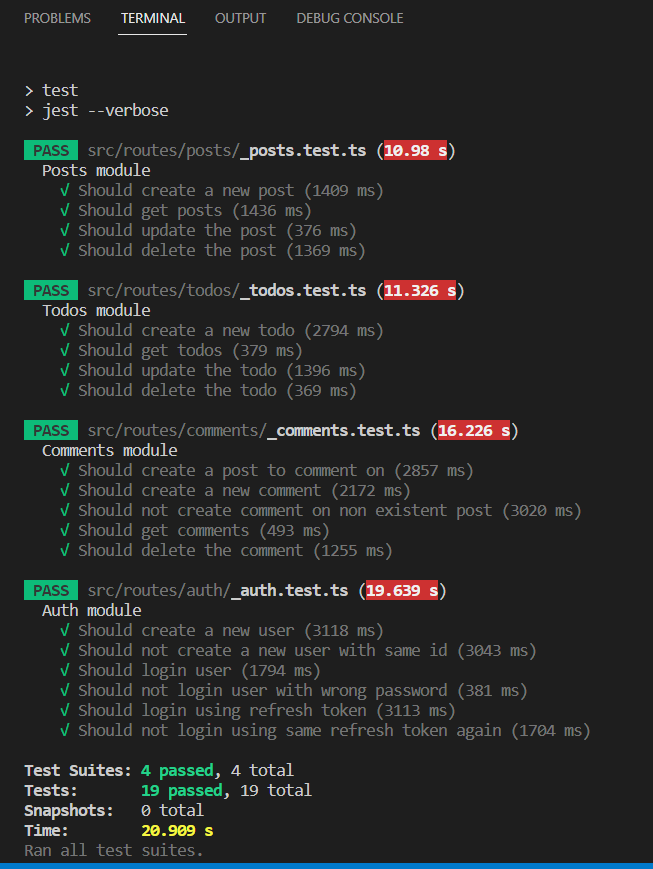 PROBLEMS TERMINAL OUTPUT DEBUG CONSOLE
> test
> jest --verbose
PASS src/routes/posts/_posts.test.ts (10.98 s)
Posts module
√ Should create a new post (1409 ms)
√ Should get posts (1436 ms)
√ Should update the post (376 ms)
√ Should delete the post (1369 ms)
PASS src/routes/todos/_todos.test.ts (11.326 s)
Todos module
√ Should create a new todo (2794 ms)
√ Should get todos (379 ms)
√ Should update the todo (1396 ms)
√ Should delete the todo (369 ms)
PASS src/routes/comments/_comments.test.ts (16.226 s)
Comments module
√ Should create a post to comment on (2857 ms)
√ Should create a new comment (2172 ms)
√ Should not create comment on non existent post (3020 ms)
√ Should get comments (493 ms)
√ Should delete the comment (1255 ms)
PASS src/routes/auth/_auth.test.ts (19.639 s)
Auth module
√ Should create a new user (3118 ms)
√ Should not create a new user with same id (3043 ms)
√ Should login user (1794 ms)
√ Should not login user with wrong password (381 ms)
√ Should login using refresh token (3113 ms)
√ Should not login using same refresh token again (1704 ms)
Test Suites: 4 passed, 4 total
Tests: 19 passed, 19 total
Snapshots: 0 total
Time: 20.909 s
Ran all test suites.